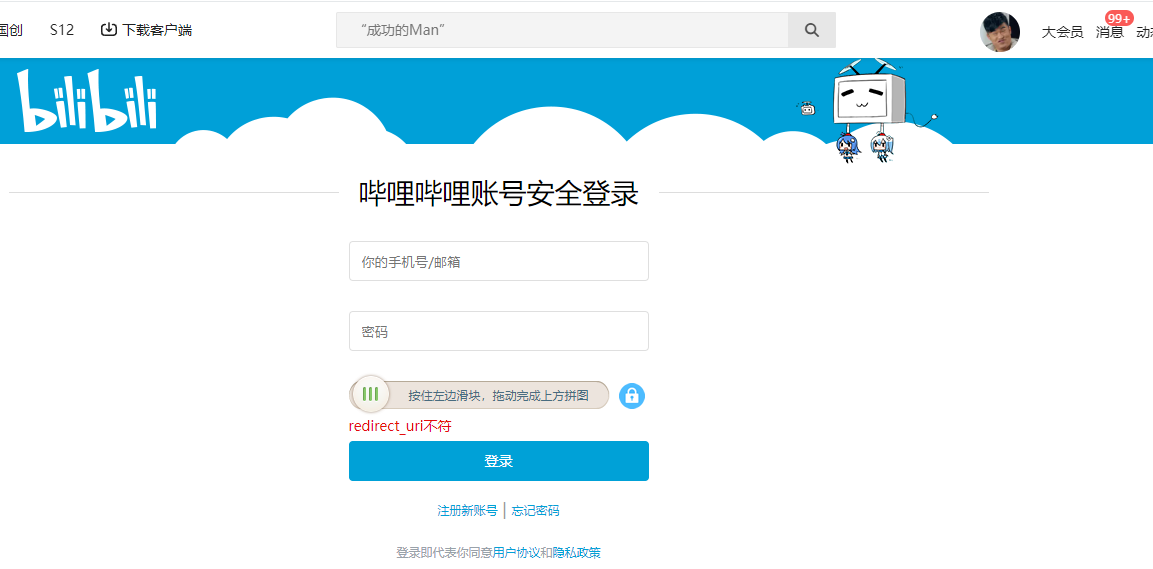 国创 S12 下载客户端 “成功的Man” 大会员 消息 99+ 动态
bilibili
哔哩哔哩账号安全登录
你的手机号/邮箱
密码
按住左边滑块，拖动完成上方拼图
redirect_uri不符
登录
注册新账号 | 忘记密码
登录即代表你同意用户协议和隐私政策